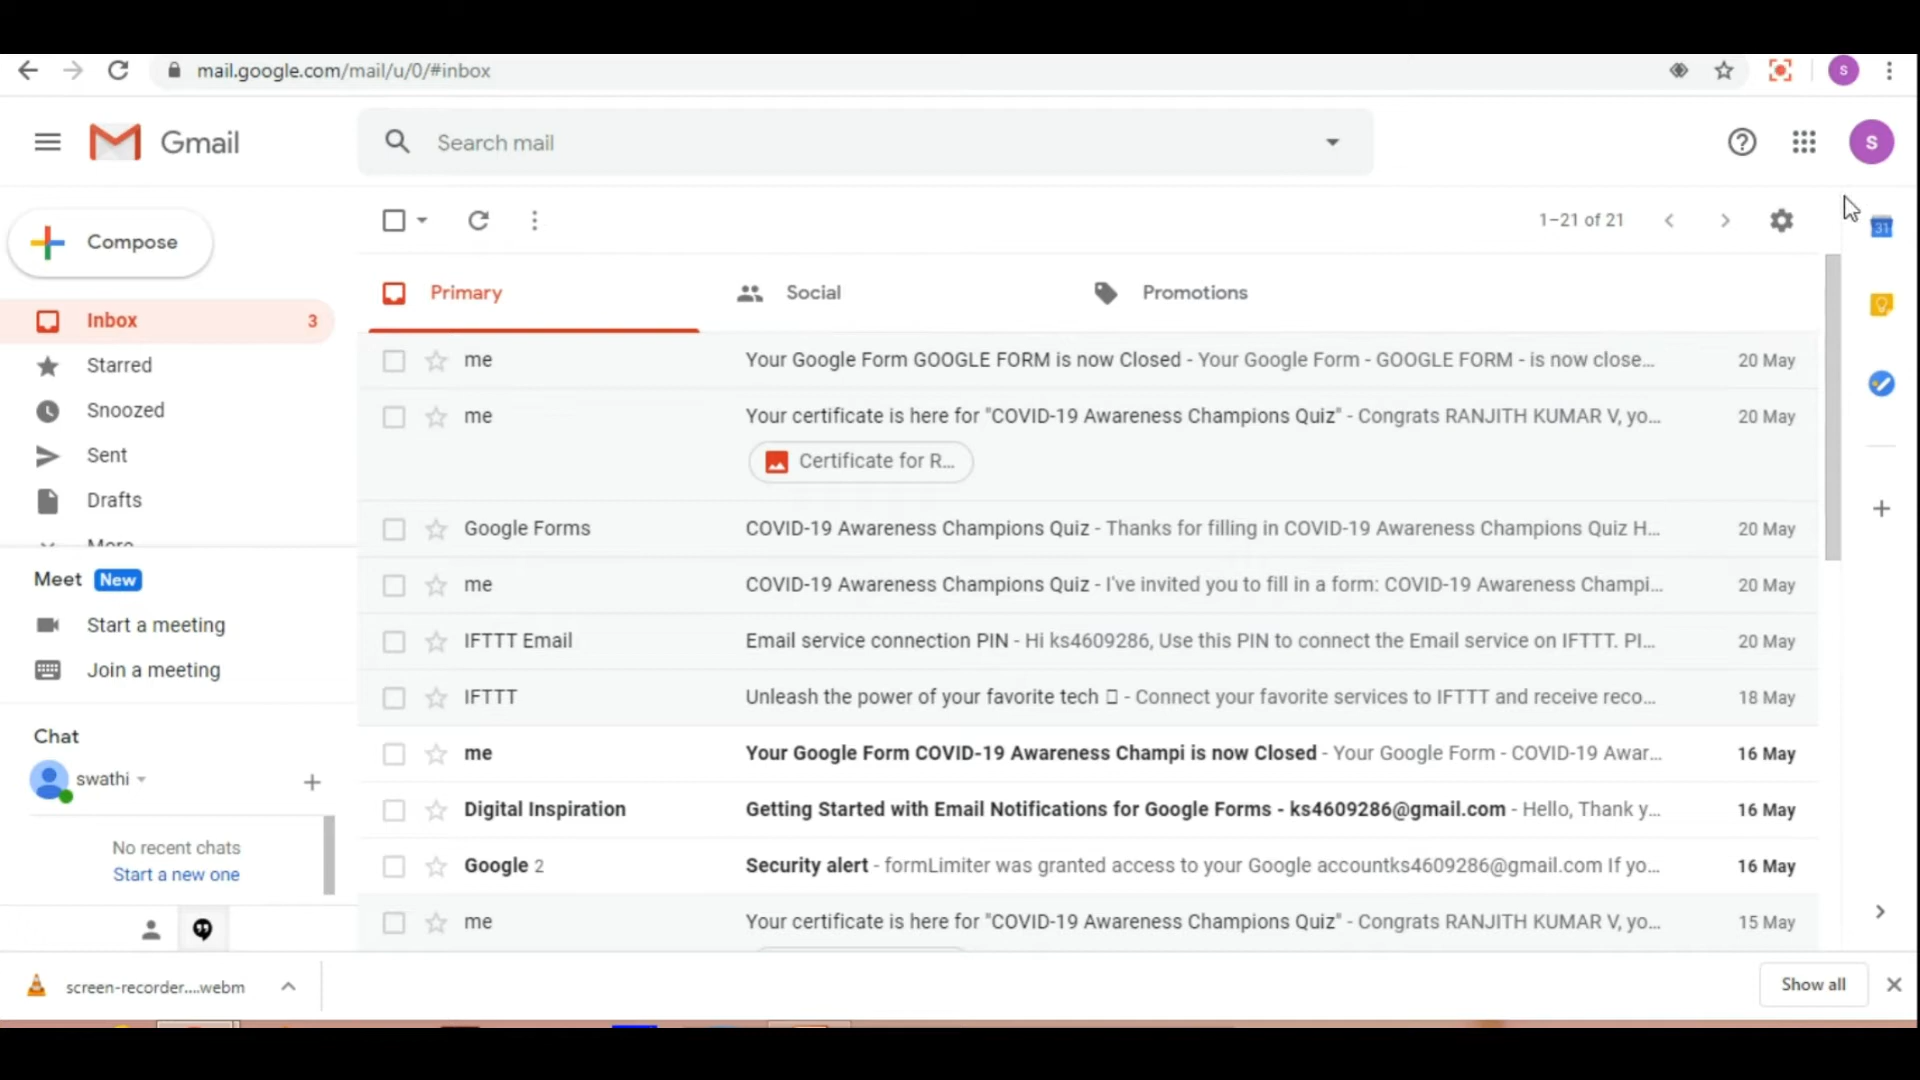 mail.google.com/mail/u/0/#inbox
S
Gmail
Search mail
S
Compose
1–21 of 21
31
Primary
Social
Promotions
Inbox 3
Starred
Snoozed
Sent
Drafts
More
me Your Google Form GOOGLE FORM is now Closed - Your Google Form - GOOGLE FORM - is now close... 20 May
me Your certificate is here for "COVID-19 Awareness Champions Quiz" - Congrats RANJITH KUMAR V, yo... 20 May
Certificate for R...
Google Forms COVID-19 Awareness Champions Quiz - Thanks for filling in COVID-19 Awareness Champions Quiz H... 20 May
me COVID-19 Awareness Champions Quiz - I've invited you to fill in a form: COVID-19 Awareness Champi... 20 May
IFTTT Email Email service connection PIN - Hi ks4609286, Use this PIN to connect the Email service on IFTTT. PI... 20 May
IFTTT Unleash the power of your favorite tech - Connect your favorite services to IFTTT and receive reco... 18 May
me Your Google Form COVID-19 Awareness Champi is now Closed - Your Google Form - COVID-19 Awar... 16 May
Digital Inspiration Getting Started with Email Notifications for Google Forms - ks4609286@gmail.com - Hello, Thank y... 16 May
Google 2 Security alert - formLimiter was granted access to your Google accountks4609286@gmail.com If yo... 16 May
me Your certificate is here for "COVID-19 Awareness Champions Quiz" - Congrats RANJITH KUMAR V, yo... 15 May
Meet New
Start a meeting
Join a meeting
Chat
swathi
No recent chats
Start a new one
screen-recorder....webm
Show all